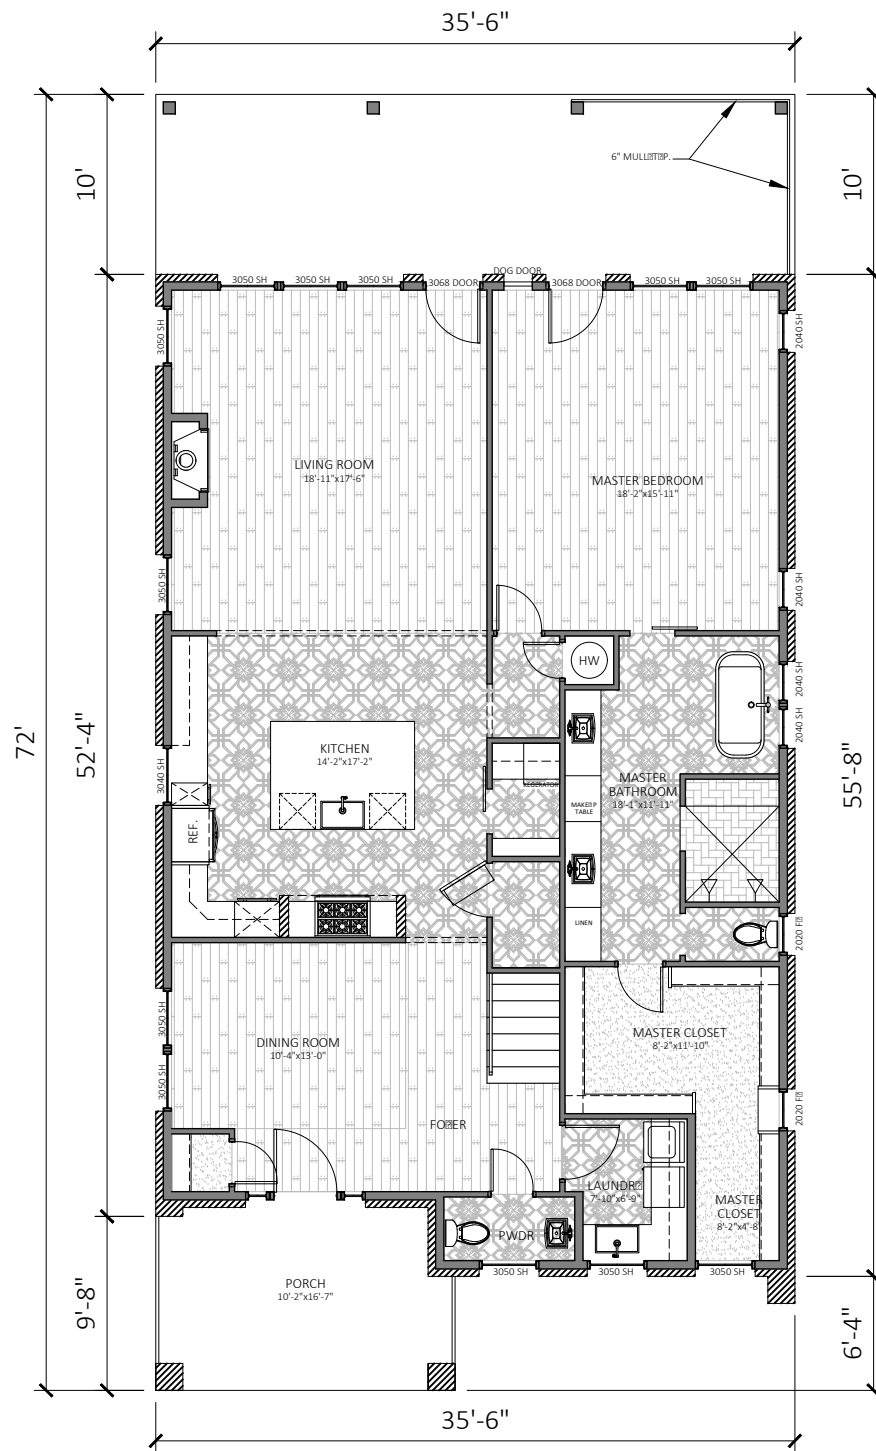 35'-6"
10'
10'
6" MULL
DOG DOOR
3050 SH
3050 SH
3050 SH
3068 DOOR
3068 DOOR
3050 SH
3050 SH
3050 SH
2040 SH
LIVING ROOM
18'-11"x17'-6"
MASTER BEDROOM
18'-2"x15'-11"
3050 SH
2040 SH
HW
2040 SH
2040 SH
72'
52'-4"
55'-8"
3040 SH
KITCHEN
14'-2"x17'-2"
KEGERATOR
MASTER
BATHROOM
18'-1"x11'-11"
TABLE
REF.
LINEN
2020
3050 SH
3050 SH
DINING ROOM
10'-4"x13'-0"
MASTER CLOSET
8'-2"x11'-10"
2020
7'-10"x6'-9"
MASTER
CLOSET
8'-2"x4'-8"
PWDR
3050 SH
3050 SH
3050 SH
PORCH
10'-2"x16'-7"
9'-8"
6'-4"
35'-6"